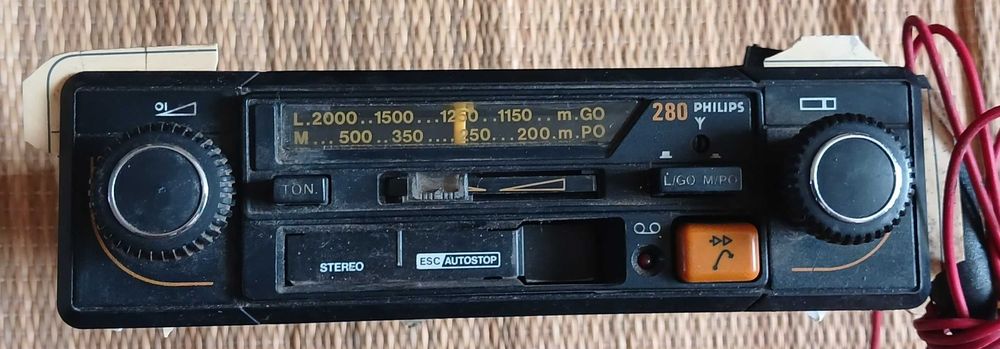 L.2000..1500...1250...1150..m.GO
M...500..350....250...200.m.PO
280 PHILIPS
TON.
L/GO M/PO
STEREO
ESC/AUTOSTOP